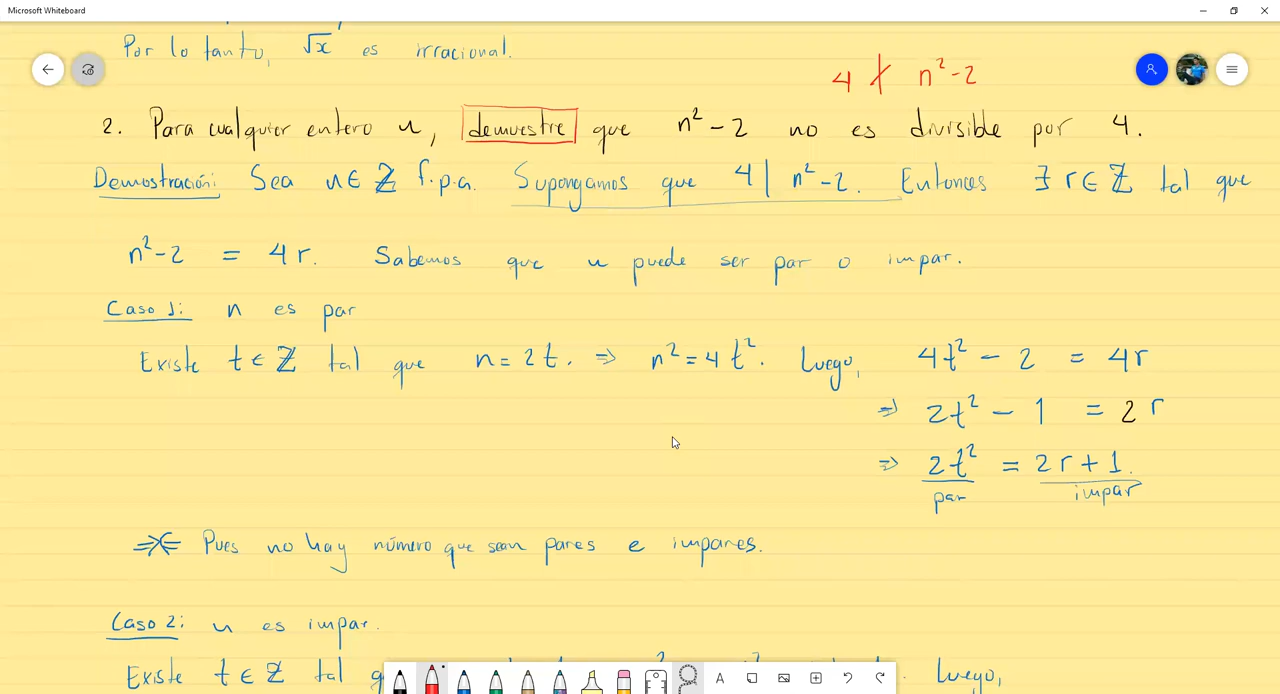 Microsoft Whiteboard
Por lo tanto, √x es irracional.
4 ∤ n²-2
2. Para cualquier entero n, demuestre que n²-2 no es divisible por 4.
Demostración: Sea n∈ℤ f.p.a. Supongamos que 4 | n²-2. Entonces ∃ r∈ℤ tal que
n²-2 = 4r. Sabemos que n puede ser par o impar.
Caso 1: n es par
Existe t∈ℤ tal que n=2t. ⇒ n²=4t². Luego, 4t² - 2 = 4r
⇒ 2t² - 1 = 2r
⇒ 2t² = 2r+1.
par impar
⇒⇐ Pues no hay número que sean pares e impares.
Caso 2: n es impar.
Existe t∈ℤ tal Luego,
A